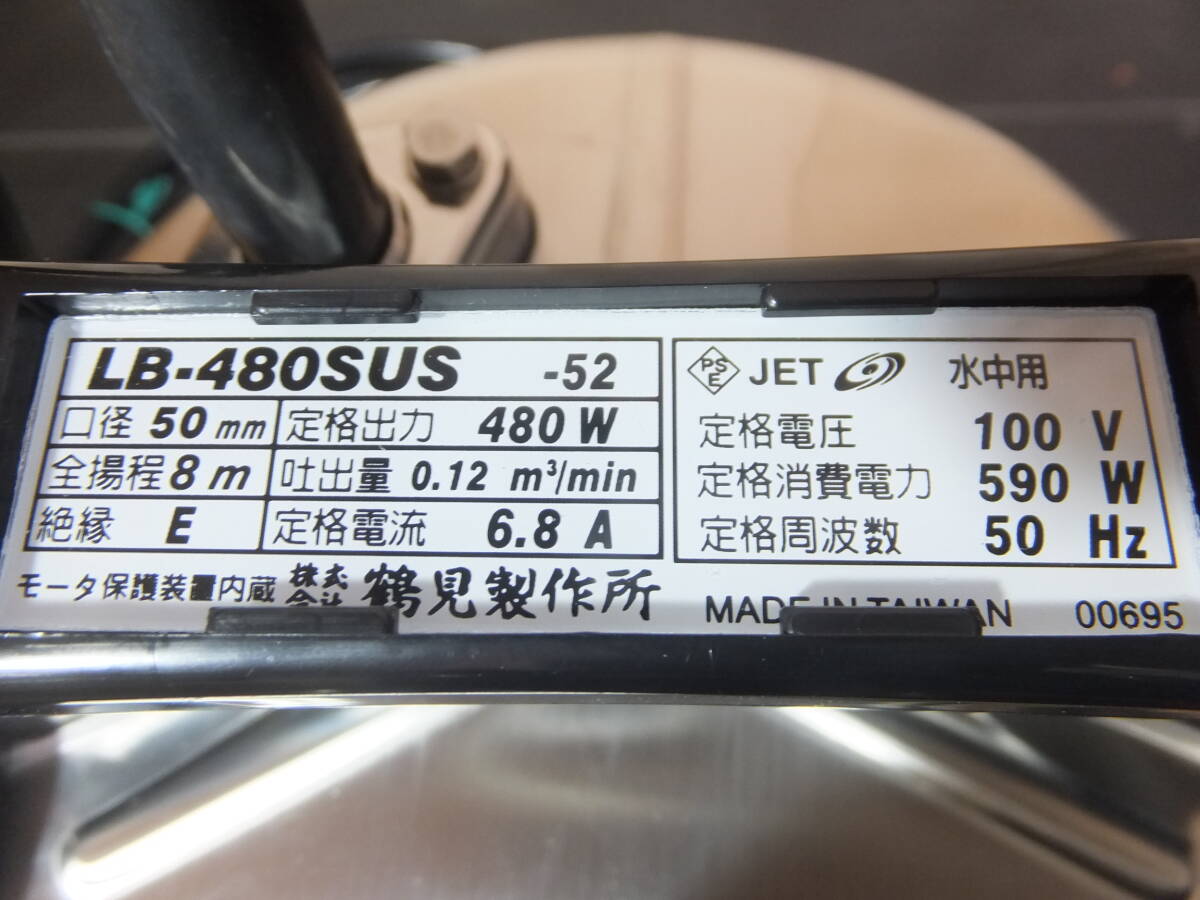 LB-480SUS -52
口径 50 mm 定格出力 480 W
全揚程 8 m 吐出量 0.12 m³/min
絶縁 E 定格電流 6.8 A
モータ保護装置内蔵 株式会社 鶴見製作所
PSE JET 水中用
定格電圧 100 V
定格消費電力 590 W
定格周波数 50 Hz
MADE IN TAIWAN 00695